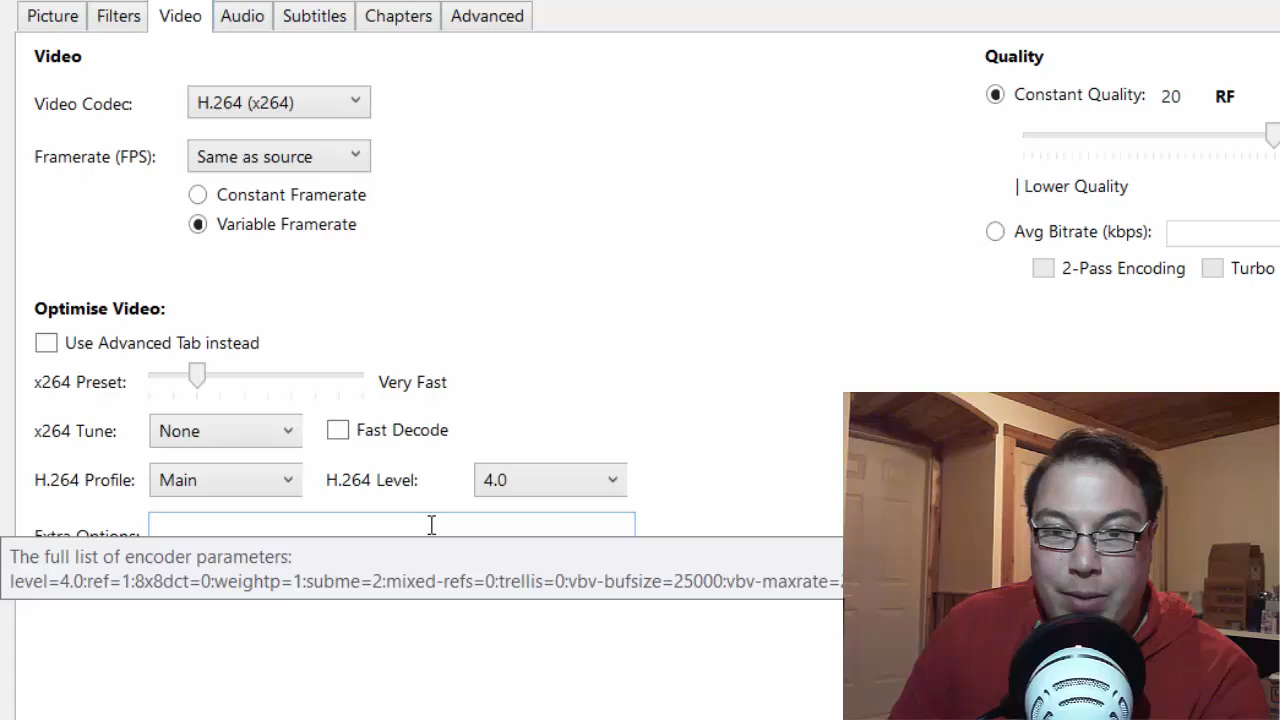 Picture Filters Video Audio Subtitles Chapters Advanced
Video
Video Codec: H.264 (x264)
Framerate (FPS): Same as source
Constant Framerate
Variable Framerate
Quality
Constant Quality: 20 RF
| Lower Quality
Avg Bitrate (kbps):
2-Pass Encoding Turbo
Optimise Video:
Use Advanced Tab instead
x264 Preset: Very Fast
x264 Tune: None Fast Decode
H.264 Profile: Main H.264 Level: 4.0
Extra Options:
The full list of encoder parameters:
level=4.0:ref=1:8x8dct=0:weightp=1:subme=2:mixed-refs=0:trellis=0:vbv-bufsize=25000:vbv-maxrate=